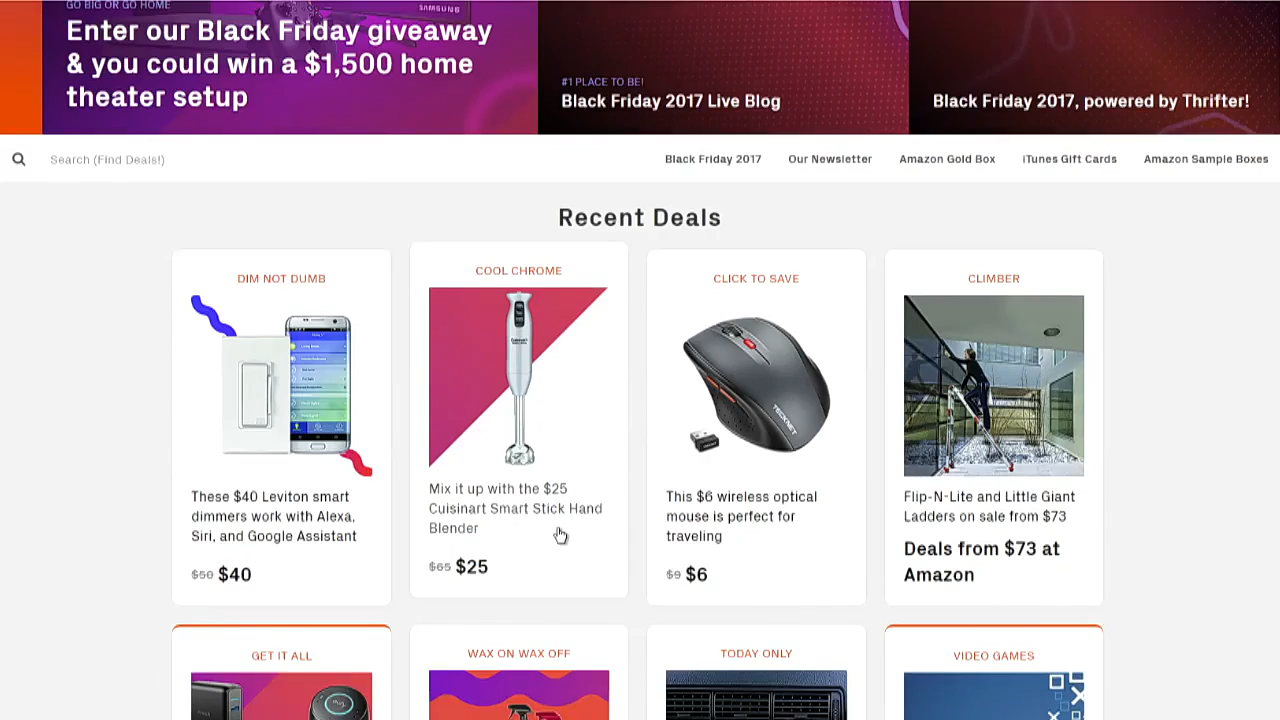 GO BIG OR GO HOME
SAMSUNG
Enter our Black Friday giveaway
& you could win a $1,500 home
theater setup
#1 PLACE TO BE!
Black Friday 2017 Live Blog
Black Friday 2017, powered by Thrifter!
Search (Find Deals!)
Black Friday 2017
Our Newsletter
Amazon Gold Box
iTunes Gift Cards
Amazon Sample Boxes
Recent Deals
DIM NOT DUMB
These $40 Leviton smart
dimmers work with Alexa,
Siri, and Google Assistant
$50 $40
COOL CHROME
Mix it up with the $25
Cuisinart Smart Stick Hand
Blender
$65 $25
CLICK TO SAVE
TECKNET
This $6 wireless optical
mouse is perfect for
traveling
$9 $6
CLIMBER
Flip-N-Lite and Little Giant
Ladders on sale from $73
Deals from $73 at
Amazon
GET IT ALL
WAX ON WAX OFF
TODAY ONLY
VIDEO GAMES